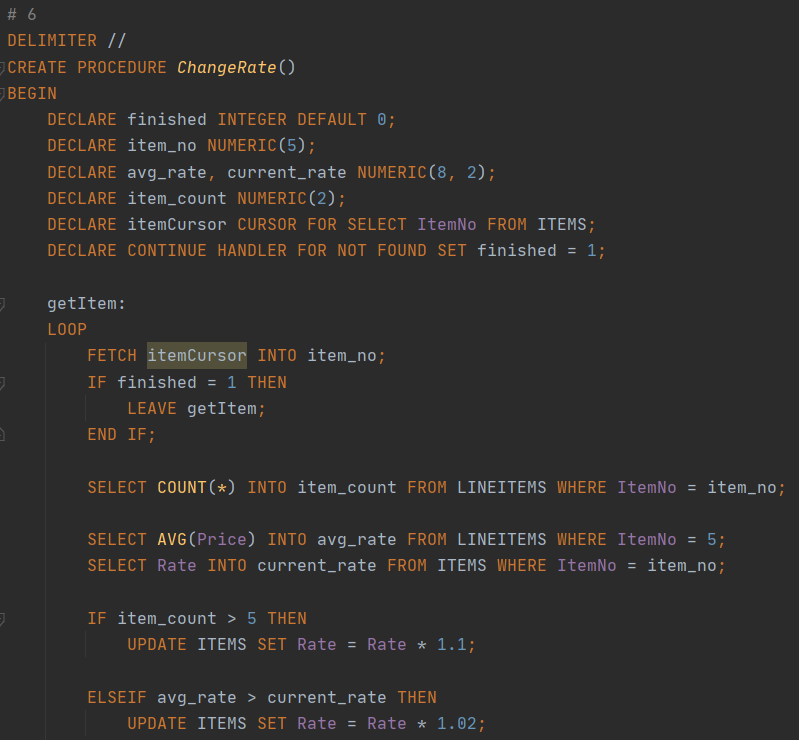 # 6
DELIMITER //
CREATE PROCEDURE ChangeRate()
BEGIN
    DECLARE finished INTEGER DEFAULT 0;
    DECLARE item_no NUMERIC(5);
    DECLARE avg_rate, current_rate NUMERIC(8, 2);
    DECLARE item_count NUMERIC(2);
    DECLARE itemCursor CURSOR FOR SELECT ItemNo FROM ITEMS;
    DECLARE CONTINUE HANDLER FOR NOT FOUND SET finished = 1;

    getItem:
    LOOP
        FETCH itemCursor INTO item_no;
        IF finished = 1 THEN
            LEAVE getItem;
        END IF;

        SELECT COUNT(*) INTO item_count FROM LINEITEMS WHERE ItemNo = item_no;

        SELECT AVG(Price) INTO avg_rate FROM LINEITEMS WHERE ItemNo = 5;
        SELECT Rate INTO current_rate FROM ITEMS WHERE ItemNo = item_no;

        IF item_count > 5 THEN
            UPDATE ITEMS SET Rate = Rate * 1.1;

        ELSEIF avg_rate > current_rate THEN
            UPDATE ITEMS SET Rate = Rate * 1.02;